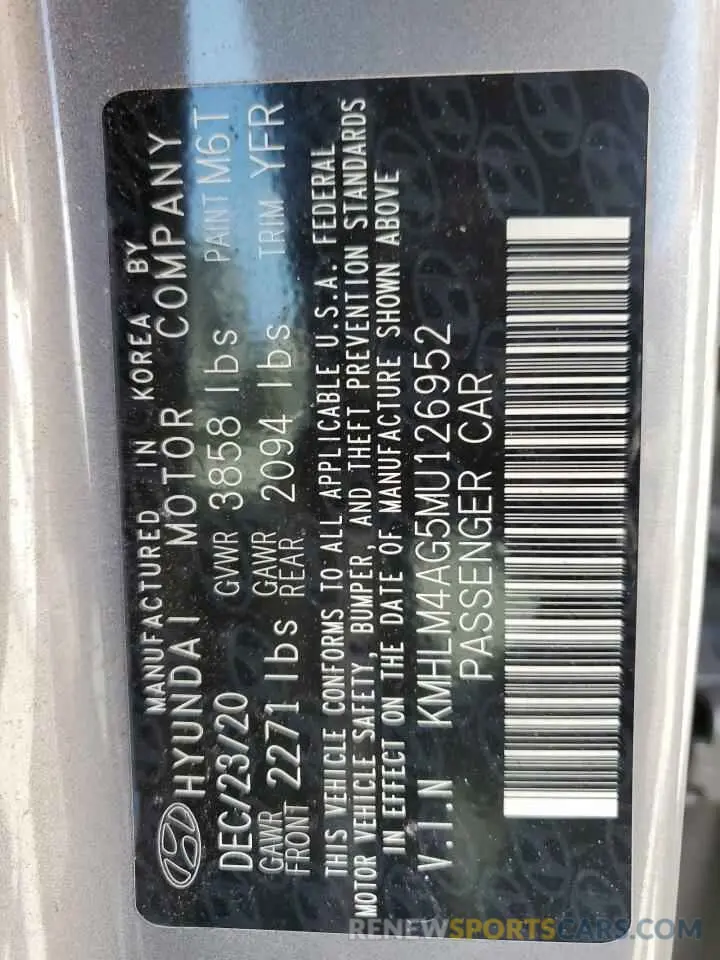 MANUFACTURED IN KOREA BY
HYUNDAI MOTOR COMPANY
DEC/23/20 GVWR 3858 lbs PAINT M6T
GAWR FRONT 2271 lbs GAWR REAR 2094 lbs TRIM YFR
THIS VEHICLE CONFORMS TO ALL APPLICABLE U.S.A. FEDERAL
MOTOR VEHICLE SAFETY, BUMPER, AND THEFT PREVENTION STANDARDS
IN EFFECT ON THE DATE OF MANUFACTURE SHOWN ABOVE
V.I.N KMHLM4AG5MU126952
PASSENGER CAR
RENEWSPORTSCARS.COM